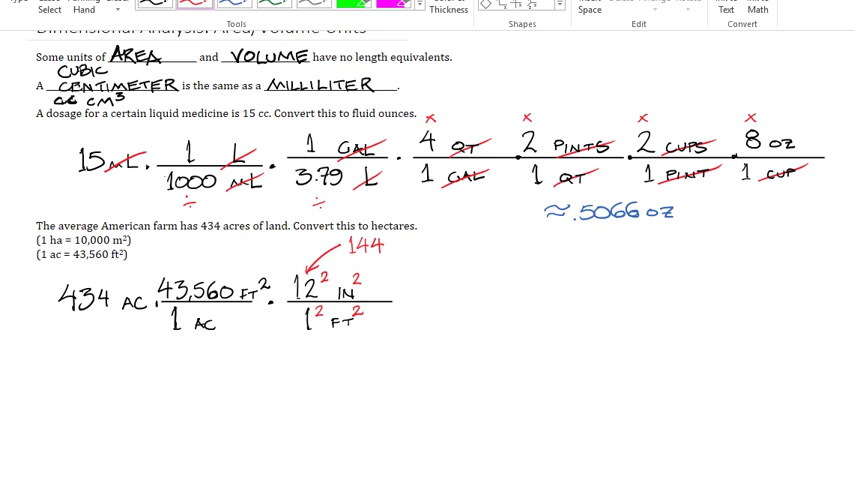 Select
Hand
Tools
Thickness
Shapes
Space
Edit
Text
Math
Convert
Dimensional Analysis: Area/Volume Units
Some units of AREA and VOLUME have no length equivalents.
CUBIC
A CENTIMETER is the same as a MILLILITER.
CC CM³
A dosage for a certain liquid medicine is 15 cc. Convert this to fluid ounces.
× × × ×
15 mL · 1 L / 1000 mL · 1 GAL / 3.79 L · 4 QT / 1 GAL · 2 PINTS / 1 QT · 2 CUPS / 1 PINT · 8 OZ / 1 CUP
÷ ÷
≈ .5066 OZ
The average American farm has 434 acres of land. Convert this to hectares.
(1 ha = 10,000 m²)
(1 ac = 43,560 ft²)
144
434 AC · 43,560 FT² / 1 AC · 12² IN² / 1² FT²